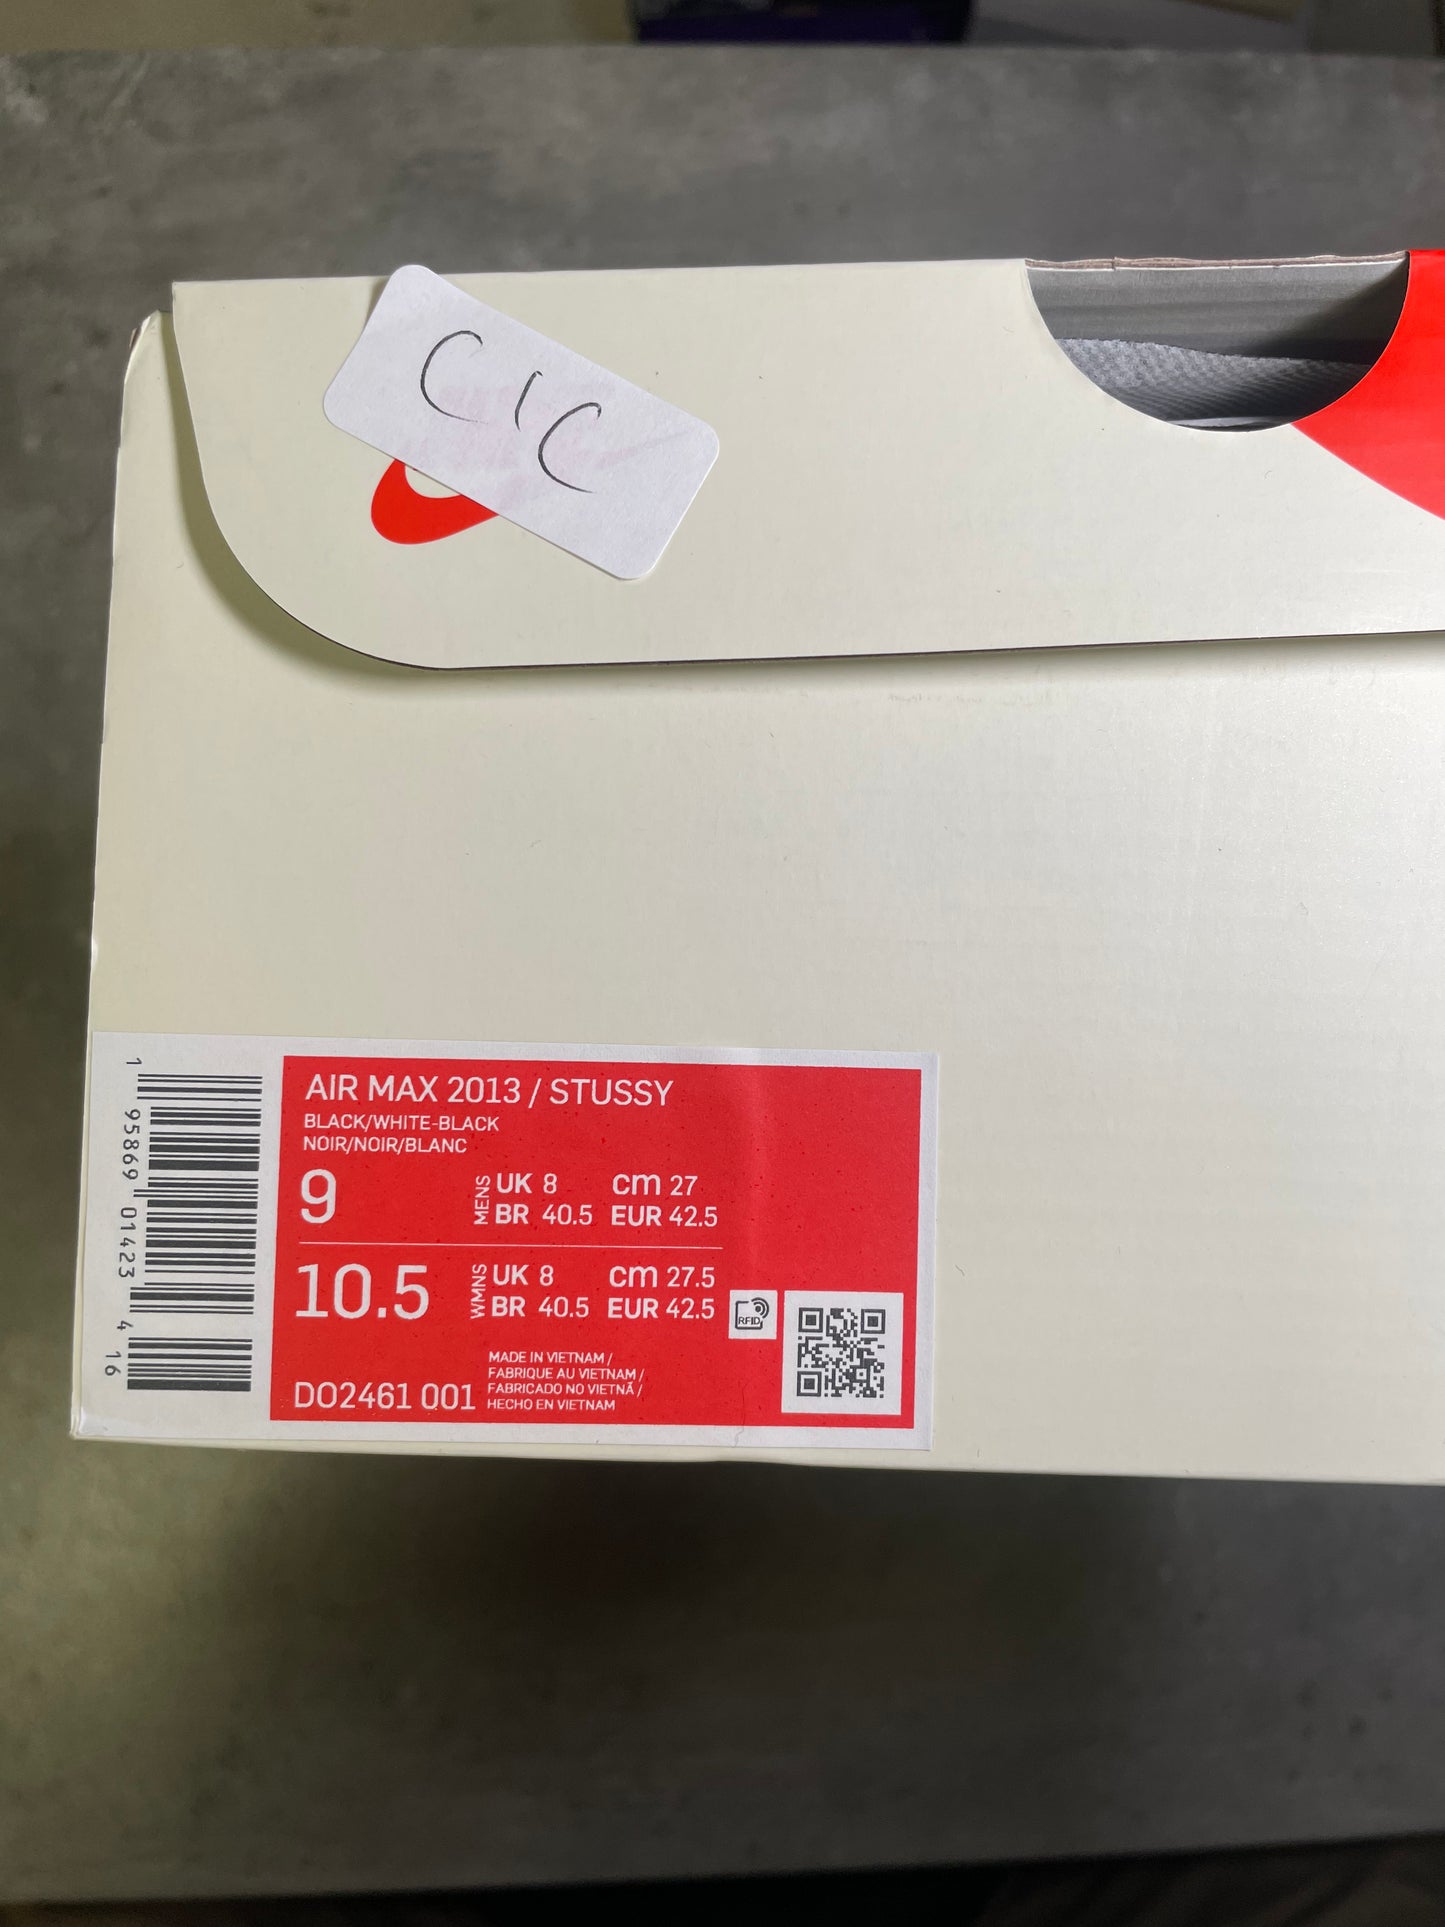 CIC
AIR MAX 2013 / STUSSY
BLACK/WHITE-BLACK
NOIR/NOIR/BLANC
9
MENS
UK 8 cm 27
BR 40.5 EUR 42.5
10.5
WMNS
UK 8 cm 27.5
BR 40.5 EUR 42.5
RFID
DO2461 001
MADE IN VIETNAM /
FABRIQUE AU VIETNAM /
FABRICADO NO VIETNÃ /
HECHO EN VIETNAM
1 95869 01423 4 16